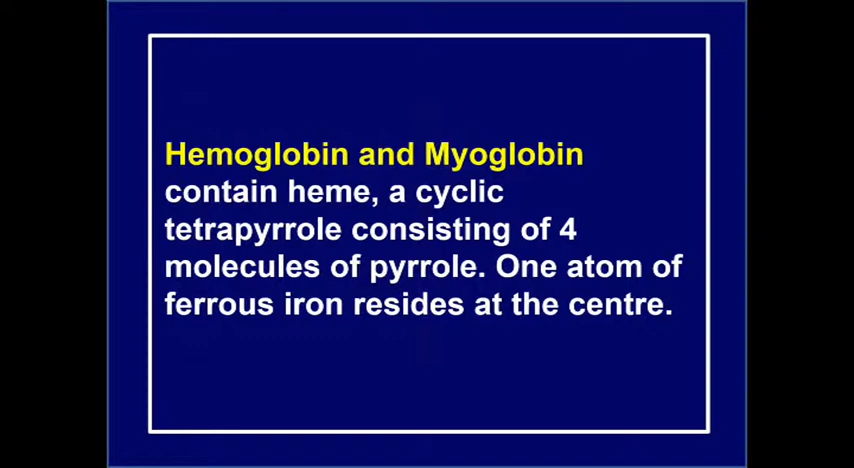 Hemoglobin and Myoglobin
contain heme, a cyclic
tetrapyrrole consisting of 4
molecules of pyrrole. One atom of
ferrous iron resides at the centre.